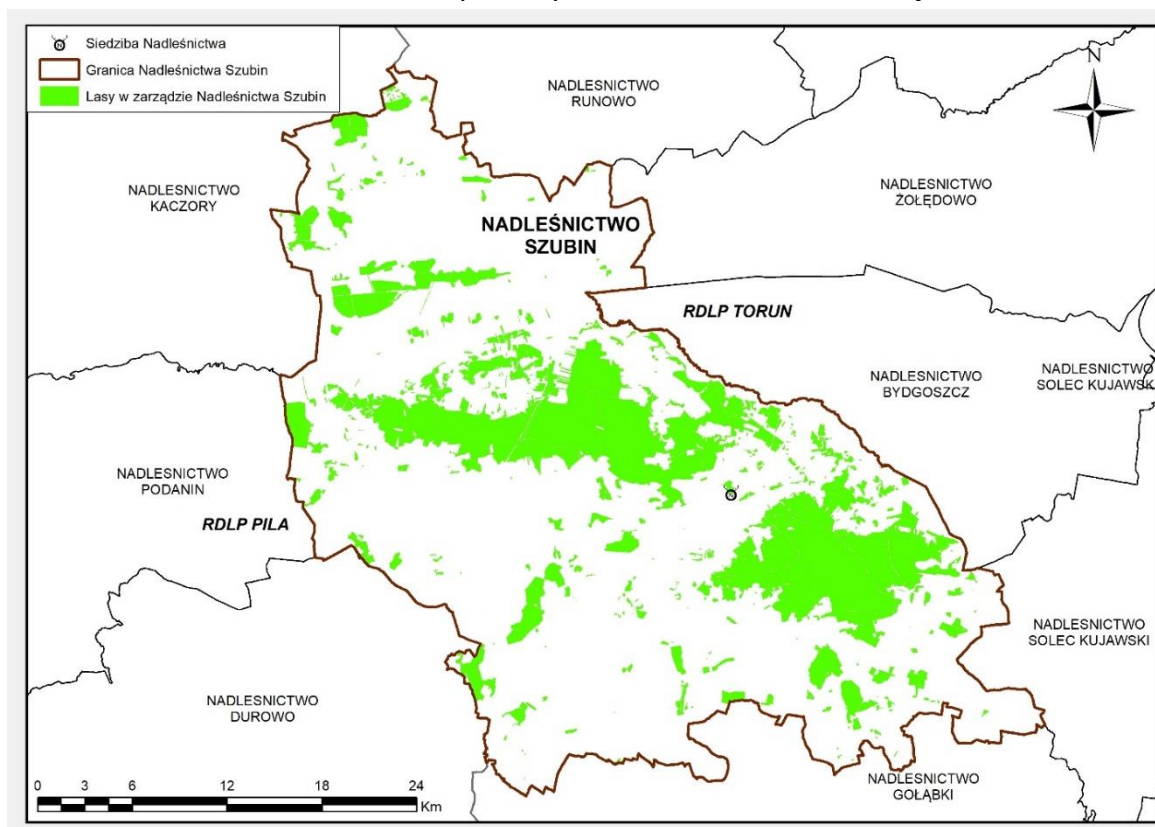 Siedziba Nadleśnictwa
Granica Nadleśnictwa Szubin
Lasy w zarządzie Nadleśnictwa Szubin
N
NADLESNICTWO
RUNOWO
NADLESNICTWO
KACZORY
NADLESNICTWO
ŻOŁĘDOWO
NADLEŚNICTWO
SZUBIN
RDLP TORUN
NADLESNICTWO
BYDGOSZCZ
NADLESNICTWO
SOLEC KUJAWSKI
NADLESNICTWO
PODANIN
RDLP PILA
NADLESNICTWO
SOLEC KUJAWSKI
NADLESNICTWO
DUROWO
NADLESNICTWO
GOŁĄBKI
0 3 6 12 18 24
Km